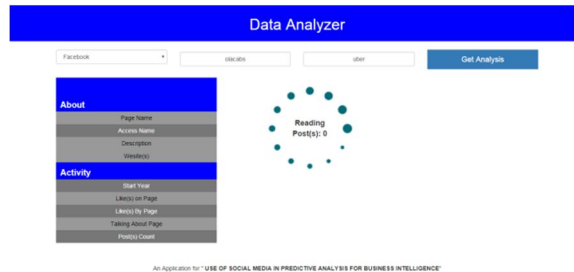 Data Analyzer
Facebook
olacabs
uber
Get Analysis
About
Page Name
Access Name
Description
Wesite(s)
Activity
Start Year
Like(s) on Page
Like(s) By Page
Talking About Page
Post(s) Count
Reading
Post(s): 0
An Application for " USE OF SOCIAL MEDIA IN PREDICTIVE ANALYSIS FOR BUSINESS INTELLIGENCE"